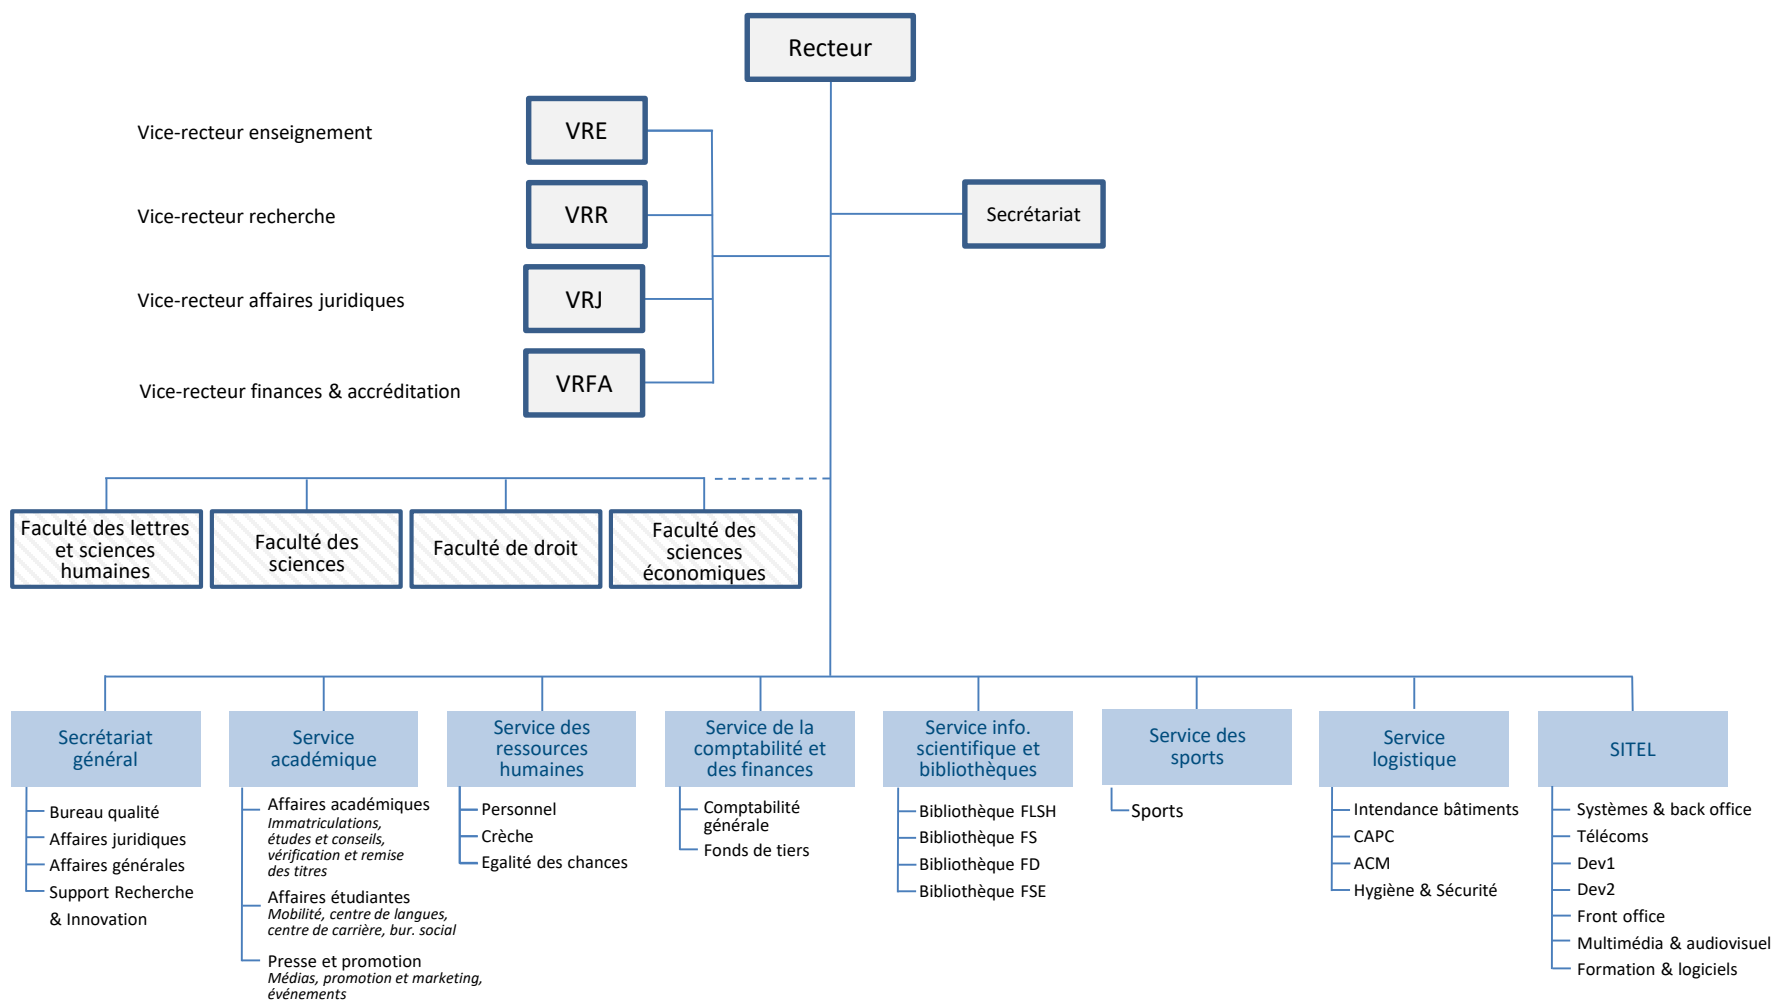 Recteur
Vice-recteur enseignement
VRE
Vice-recteur recherche
VRR
Secrétariat
Vice-recteur affaires juridiques
VRJ
Vice-recteur finances & accréditation
VRFA
Faculté des lettres
et sciences
humaines
Faculté des
sciences
Faculté de droit
Faculté des
sciences
économiques
Secrétariat
général
Bureau qualité
Affaires juridiques
Affaires générales
Support Recherche
& Innovation
Service
académique
Affaires académiques
Immatriculations,
études et conseils,
vérification et remise
des titres
Affaires étudiantes
Mobilité, centre de langues,
centre de carrière, bur. social
Presse et promotion
Médias, promotion et marketing,
événements
Service des
ressources
humaines
Personnel
Crèche
Egalité des chances
Service de la
comptabilité et
des finances
Comptabilité
générale
Fonds de tiers
Service info.
scientifique et
bibliothèques
Bibliothèque FLSH
Bibliothèque FS
Bibliothèque FD
Bibliothèque FSE
Service des
sports
Sports
Service
logistique
Intendance bâtiments
CAPC
ACM
Hygiène & Sécurité
SITEL
Systèmes & back office
Télécoms
Dev1
Dev2
Front office
Multimédia & audiovisuel
Formation & logiciels